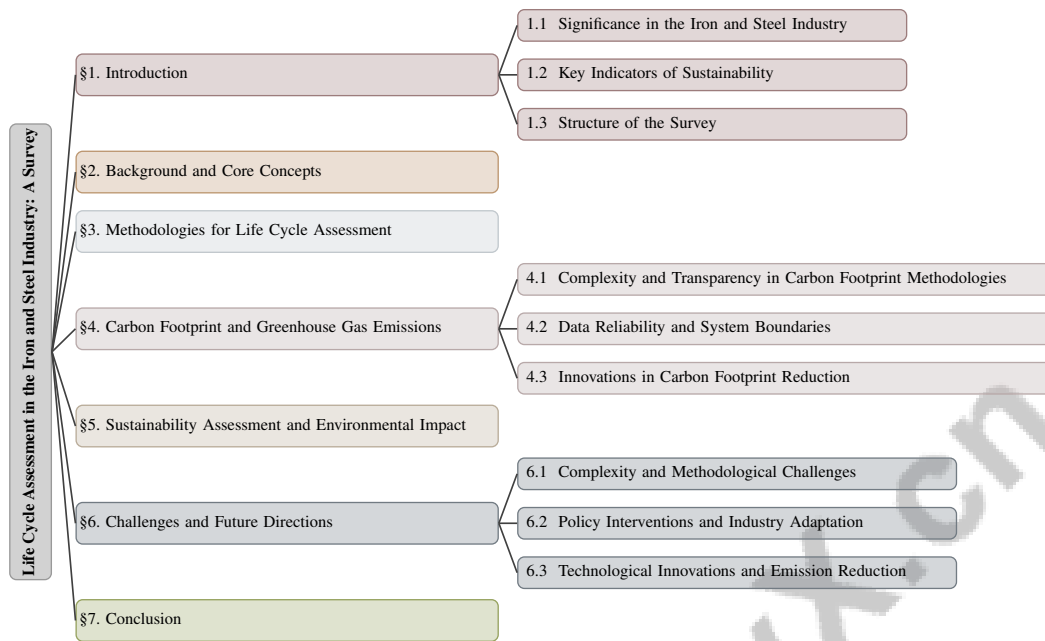 Life Cycle Assessment in the Iron and Steel Industry: A Survey
§1. Introduction
1.1 Significance in the Iron and Steel Industry
1.2 Key Indicators of Sustainability
1.3 Structure of the Survey
§2. Background and Core Concepts
§3. Methodologies for Life Cycle Assessment
§4. Carbon Footprint and Greenhouse Gas Emissions
4.1 Complexity and Transparency in Carbon Footprint Methodologies
4.2 Data Reliability and System Boundaries
4.3 Innovations in Carbon Footprint Reduction
§5. Sustainability Assessment and Environmental Impact
§6. Challenges and Future Directions
6.1 Complexity and Methodological Challenges
6.2 Policy Interventions and Industry Adaptation
6.3 Technological Innovations and Emission Reduction
§7. Conclusion